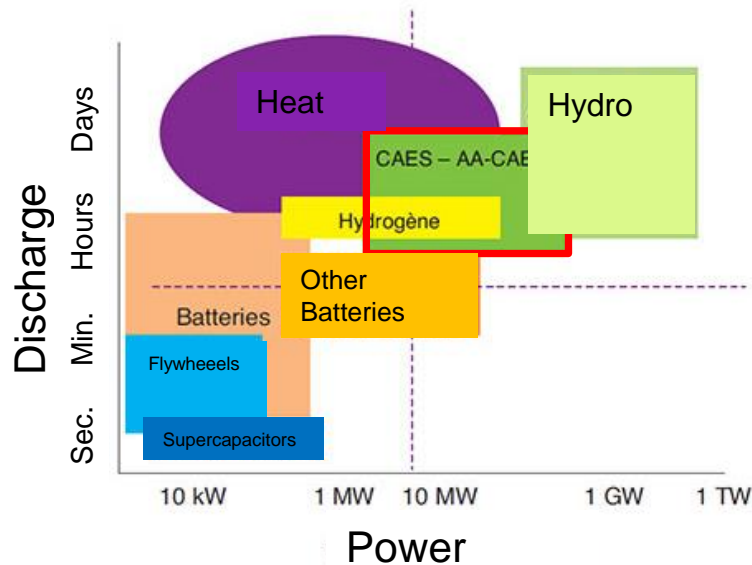 Heat
Hydro
CAES – AA-CAE
Hydrogène
Other
Batteries
Batteries
Flywheeels
Supercapacitors
Discharge
Days
Hours
Min.
Sec.
10 kW
1 MW
10 MW
1 GW
1 TW
Power